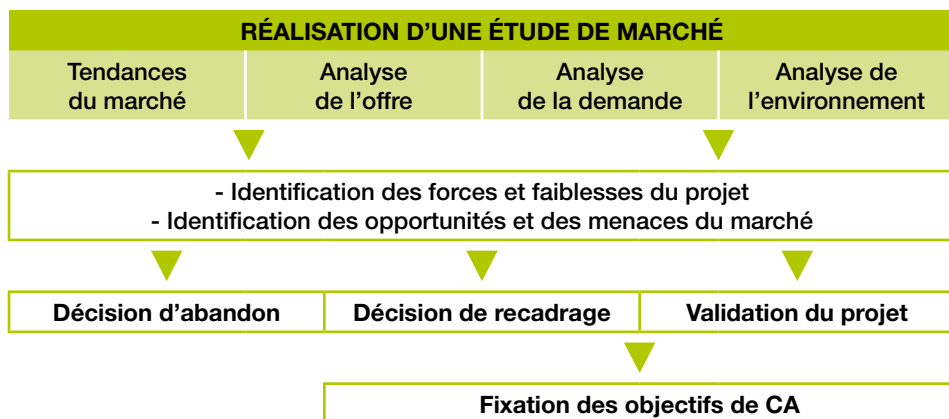 RÉALISATION D’UNE ÉTUDE DE MARCHÉ
Tendances
du marché
Analyse
de l’offre
Analyse
de la demande
Analyse de
l’environnement
- Identification des forces et faiblesses du projet
- Identification des opportunités et des menaces du marché
Décision d’abandon
Décision de recadrage
Validation du projet
Fixation des objectifs de CA